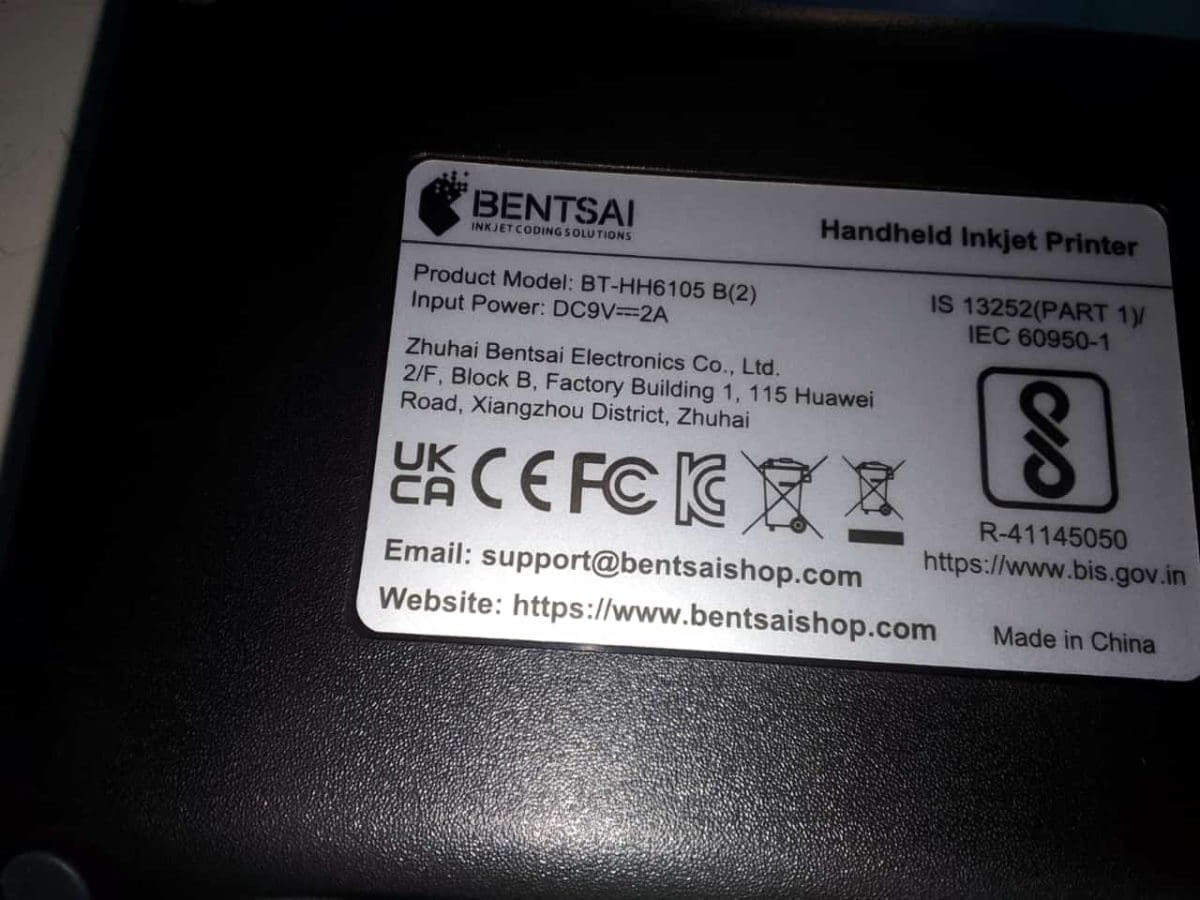 BENTSAI
INKJET CODING SOLUTIONS
Handheld Inkjet Printer
Product Model: BT-HH6105 B(2)
Input Power: DC9V⎓2A
IS 13252(PART 1)/
IEC 60950-1
Zhuhai Bentsai Electronics Co., Ltd.
2/F, Block B, Factory Building 1, 115 Huawei
Road, Xiangzhou District, Zhuhai
UK
CA CE FC KC
R-41145050
https://www.bis.gov.in
Email: support@bentsaishop.com
Website: https://www.bentsaishop.com
Made in China